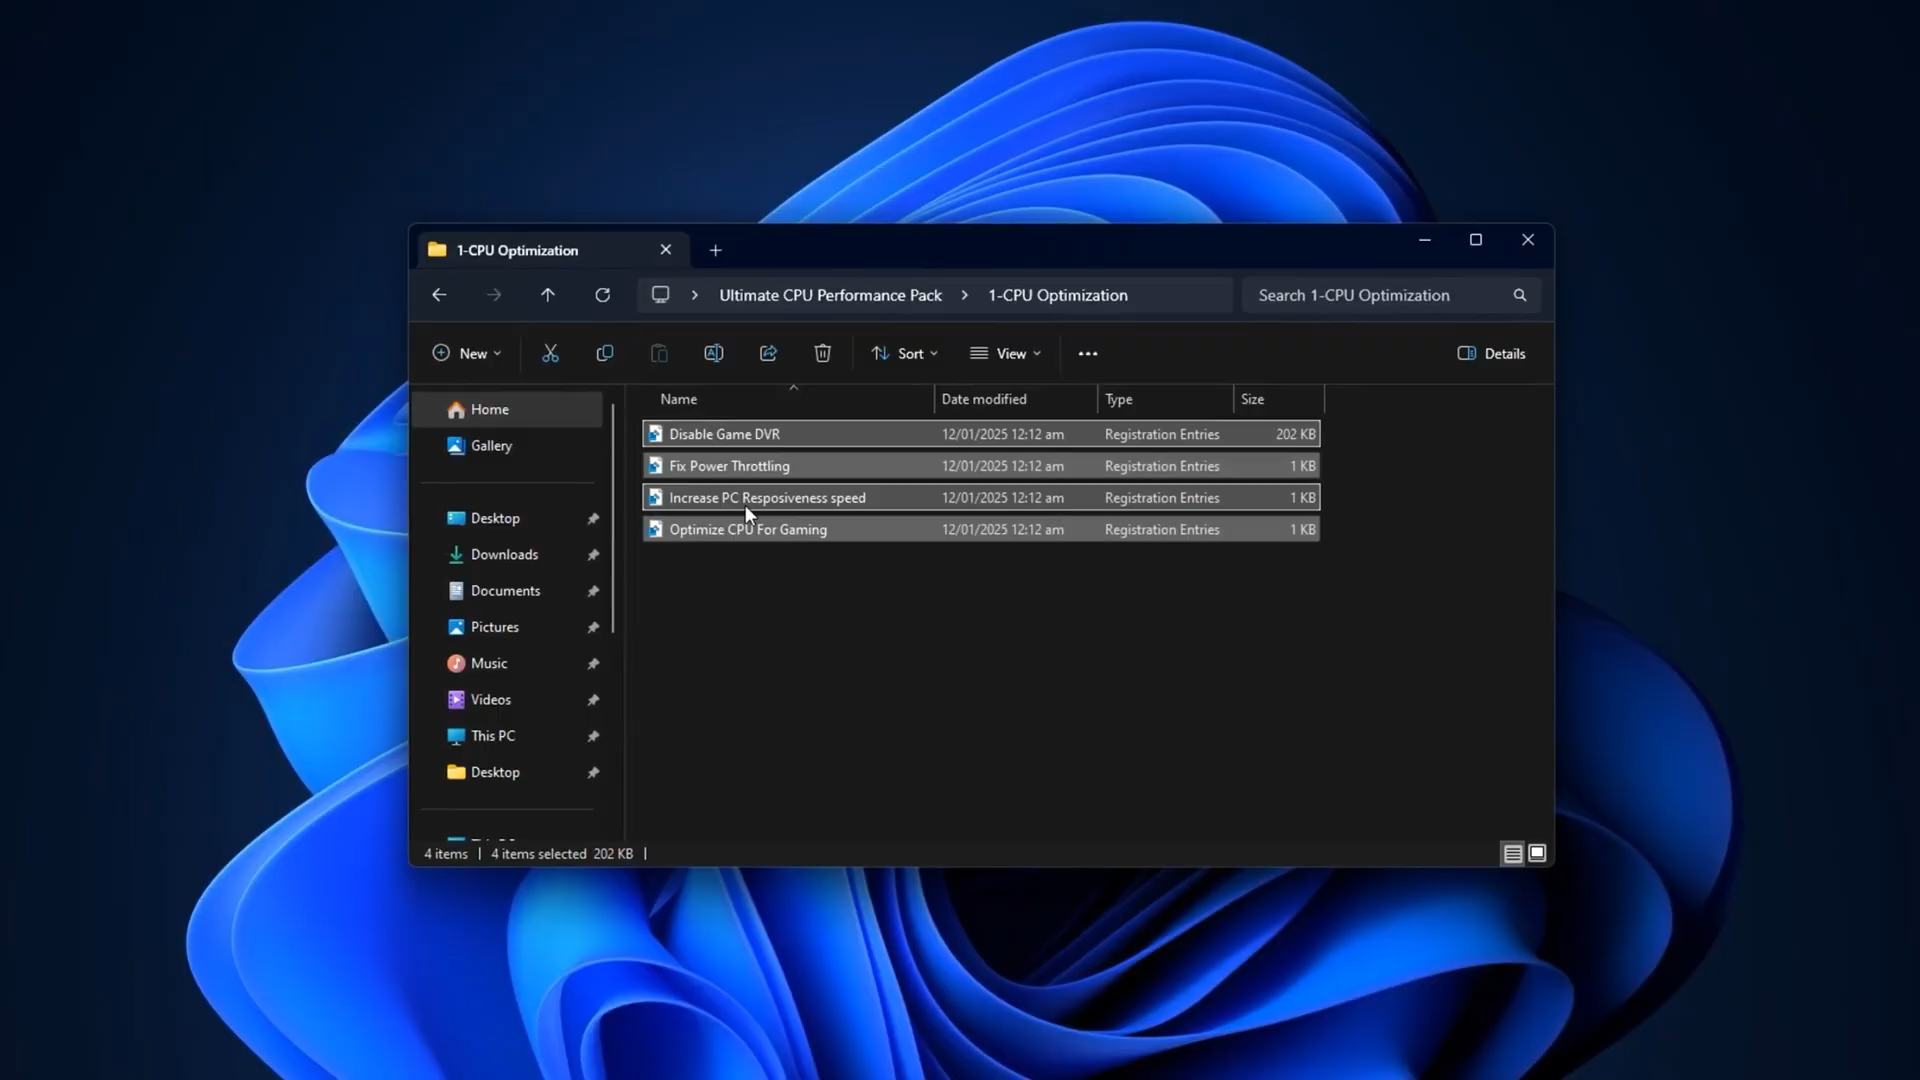 1-CPU Optimization
Ultimate CPU Performance Pack > 1-CPU Optimization
Search 1-CPU Optimization
New
Sort
View
Details
Name Date modified Type Size
Disable Game DVR 12/01/2025 12:12 am Registration Entries 202 KB
Fix Power Throttling 12/01/2025 12:12 am Registration Entries 1 KB
Increase PC Resposiveness speed 12/01/2025 12:12 am Registration Entries 1 KB
Optimize CPU For Gaming 12/01/2025 12:12 am Registration Entries 1 KB
Home
Gallery
Desktop
Downloads
Documents
Pictures
Music
Videos
This PC
Desktop
4 items | 4 items selected 202 KB |